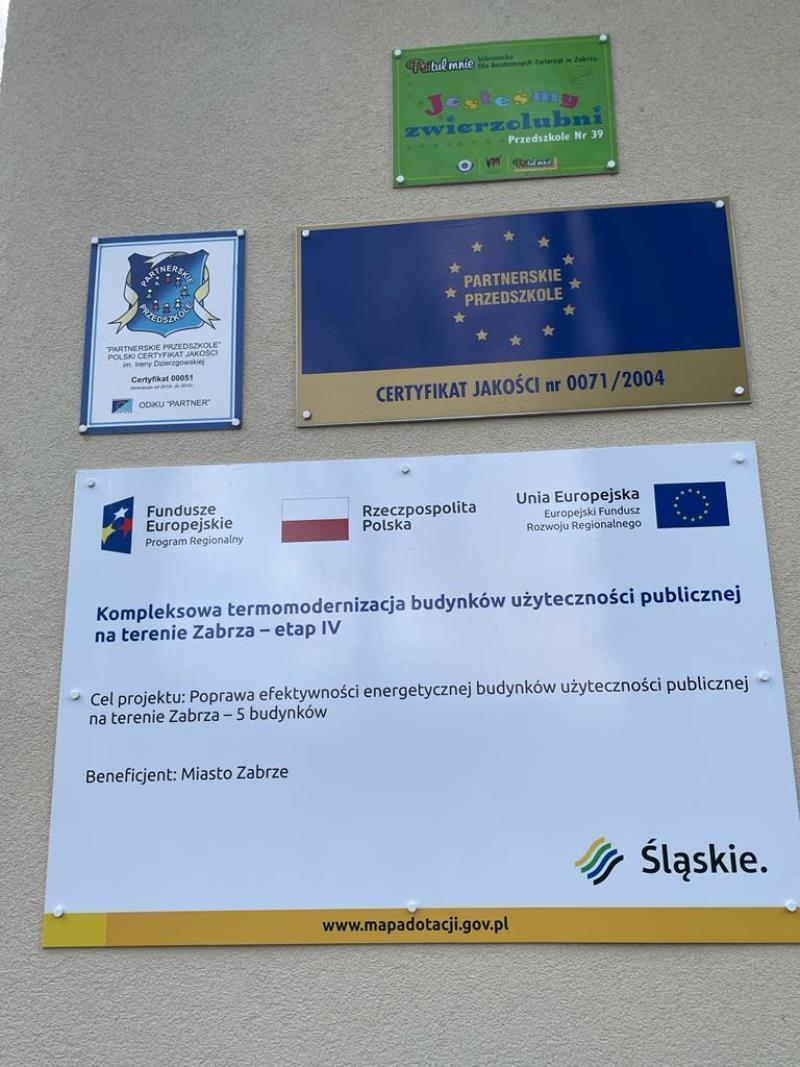 Psitul mnie
Schronisko
Dla Bezdomnych Zwierząt w Zabrzu
Jesteśmy
zwierzolubni
Przedszkole Nr 39
Psitul mnie
PARTNERSKIE
PRZEDSZKOLE
"PARTNERSKIE PRZEDSZKOLE"
POLSKI CERTYFIKAT JAKOŚCI
im. Ireny Dzierzgowskiej
Certyfikat 00051
ODiKU "PARTNER"
PARTNERSKIE
PRZEDSZKOLE
CERTYFIKAT JAKOŚCI nr 0071/2004
Fundusze
Europejskie
Program Regionalny
Rzeczpospolita
Polska
Unia Europejska
Europejski Fundusz
Rozwoju Regionalnego
Kompleksowa termomodernizacja budynków użyteczności publicznej
na terenie Zabrza – etap IV
Cel projektu: Poprawa efektywności energetycznej budynków użyteczności publicznej
na terenie Zabrza – 5 budynków
Beneficjent: Miasto Zabrze
Śląskie.
www.mapadotacji.gov.pl